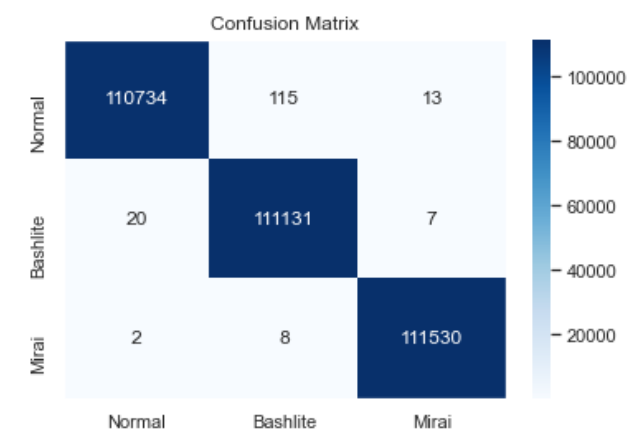 Confusion Matrix
Normal 110734 115 13
Bashlite 20 111131 7
Mirai 2 8 111530
Normal Bashlite Mirai
100000
80000
60000
40000
20000